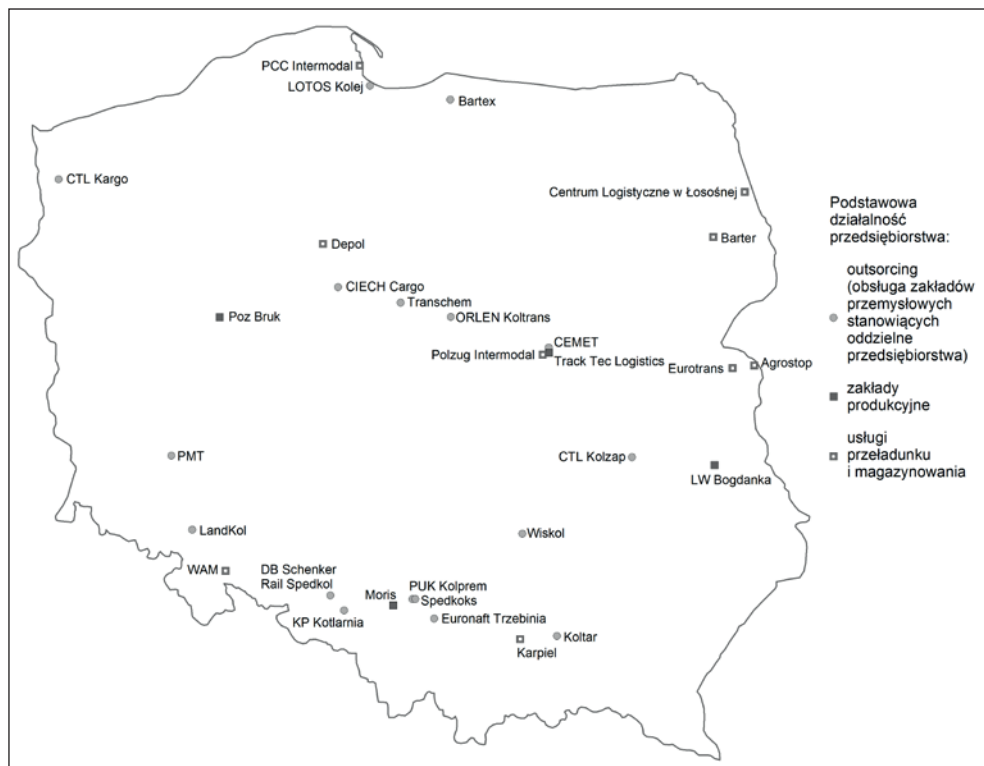 PCC Intermodal
LOTOS Kolej
Bartex
CTL Kargo
Centrum Logistyczne w Łosośnej
Depol
Barter
CIECH Cargo
Transchem
Poz Bruk
ORLEN Koltrans
CEMET
Polzug Intermodal
Track Tec Logistics
Eurotrans
Agrostop
PMT
CTL Kolzap
LW Bogdanka
LandKol
Wiskol
WAM
DB Schenker
Rail Spedkol
Moris
PUK Kolprem
Spedkoks
KP Kotlarnia
Euronaft Trzebinia
Koltar
Karpiel
Podstawowa
działalność
przedsiębiorstwa:
outsorcing
(obsługa zakładów
przemysłowych
stanowiących
oddzielne
przedsiębiorstwa)
zakłady
produkcyjne
usługi
przeładunku
i magazynowania